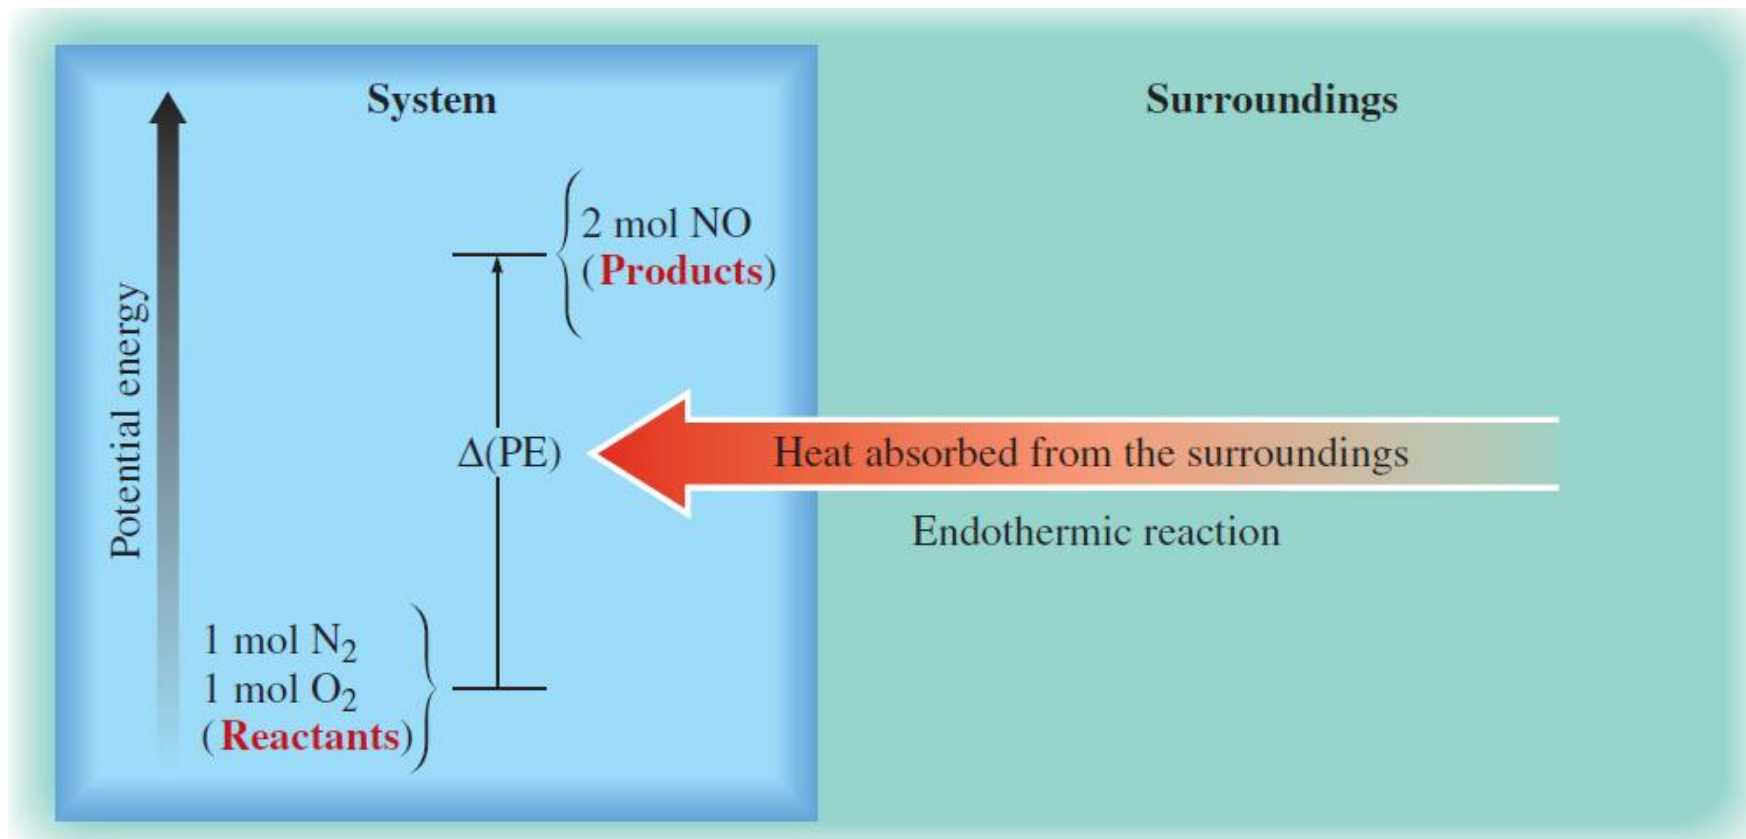 System
Surroundings
Potential energy
2 mol NO
(Products)
Δ(PE)
Heat absorbed from the surroundings
Endothermic reaction
1 mol N₂
1 mol O₂
(Reactants)